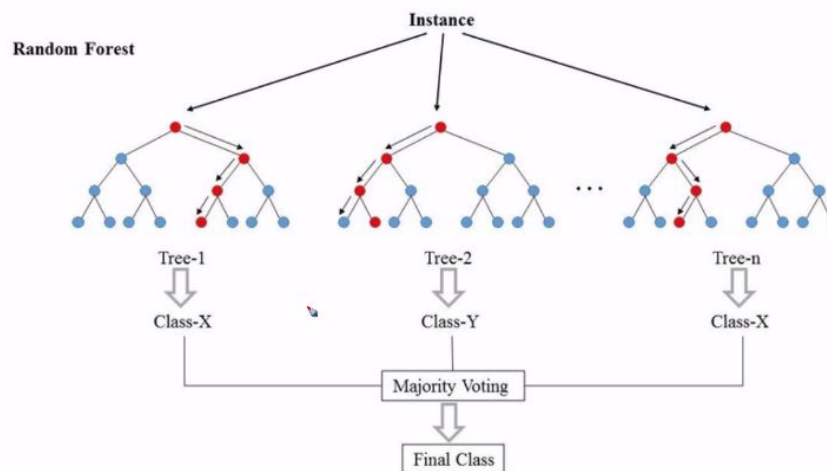 Instance
Random Forest
. . .
Tree-1
Tree-2
Tree-n
Class-X
Class-Y
Class-X
Majority Voting
Final Class